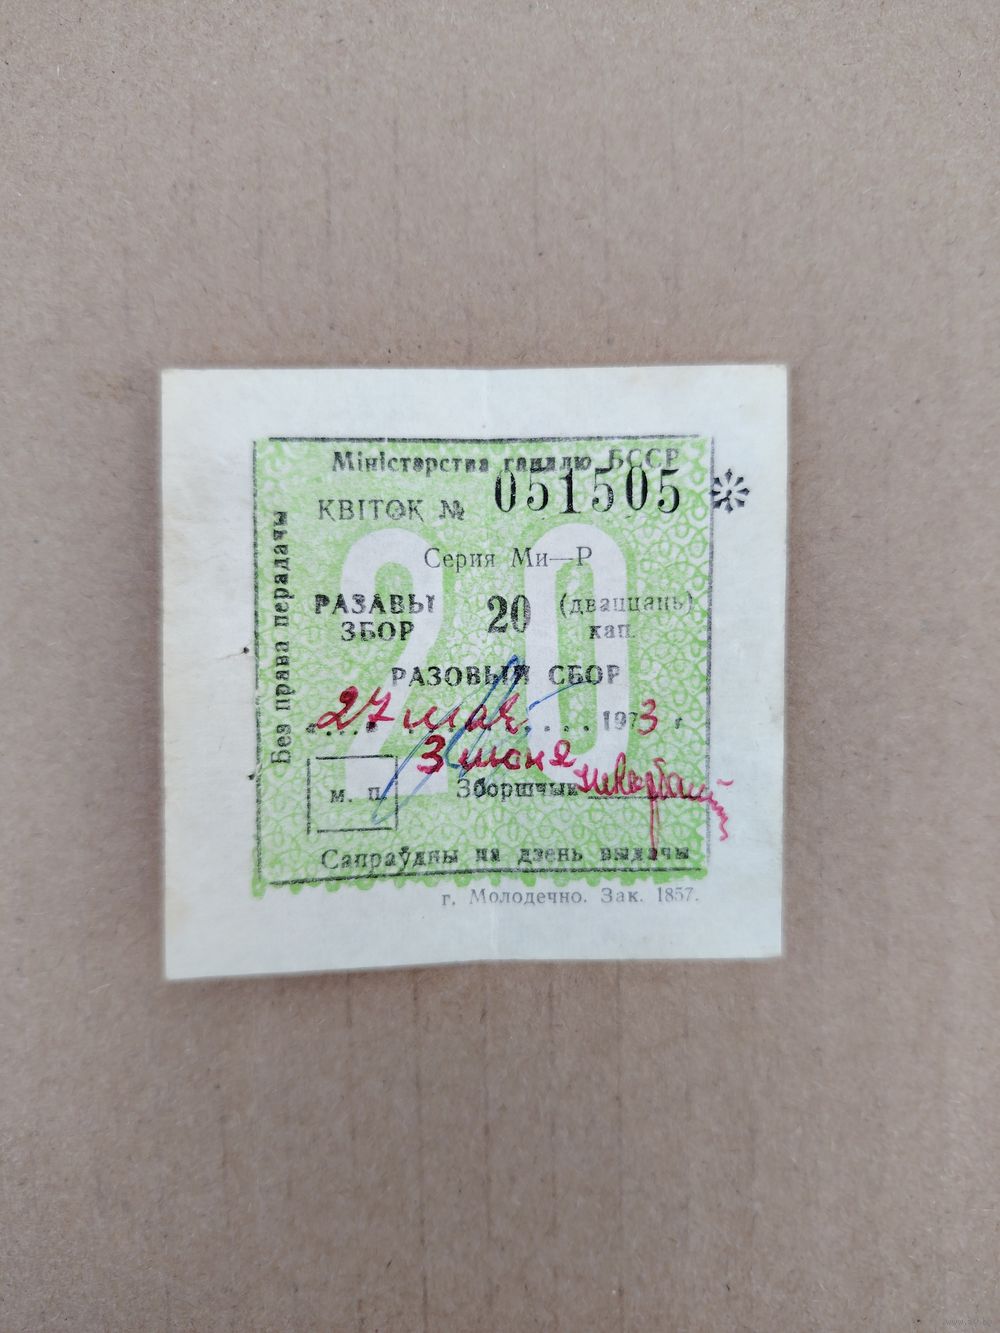 Міністэрства гандлю БССР
КВІТОК № 051505
Серия Ми—Р
РАЗАВЫ ЗБОР 20 (дваццаць) кап.
РАЗОВЫЙ СБОР
27 мая 1973 г
3 июня
м. п. Зборшчык
Сапраўдны на дзень выдачы
Без права перадачы
г. Молодечно. Зак. 1857.